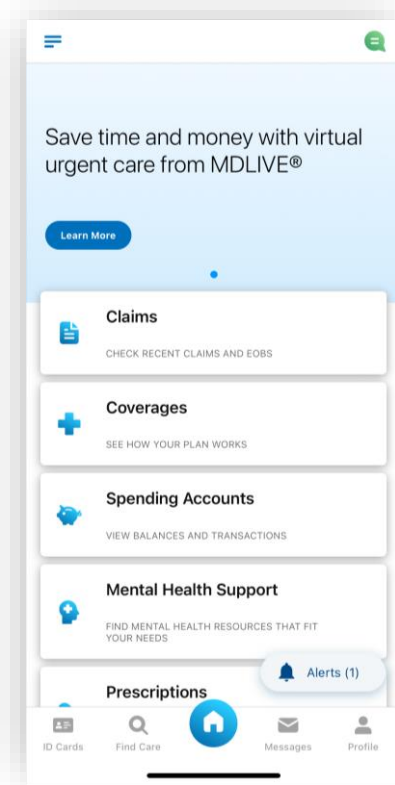 Save time and money with virtual
urgent care from MDLIVE®
Learn More
Claims
CHECK RECENT CLAIMS AND EOBS
Coverages
SEE HOW YOUR PLAN WORKS
Spending Accounts
VIEW BALANCES AND TRANSACTIONS
Mental Health Support
FIND MENTAL HEALTH RESOURCES THAT FIT
YOUR NEEDS
Alerts (1)
Prescriptions
ID Cards
Find Care
Messages
Profile